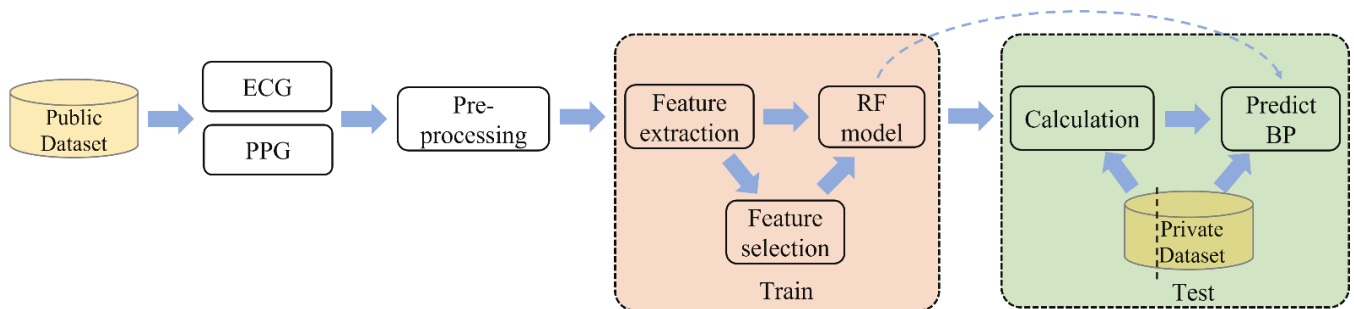 Public
Dataset
ECG
PPG
Pre-
processing
Feature
extraction
RF
model
Feature
selection
Train
Calculation
Predict
BP
Private
Dataset
Test